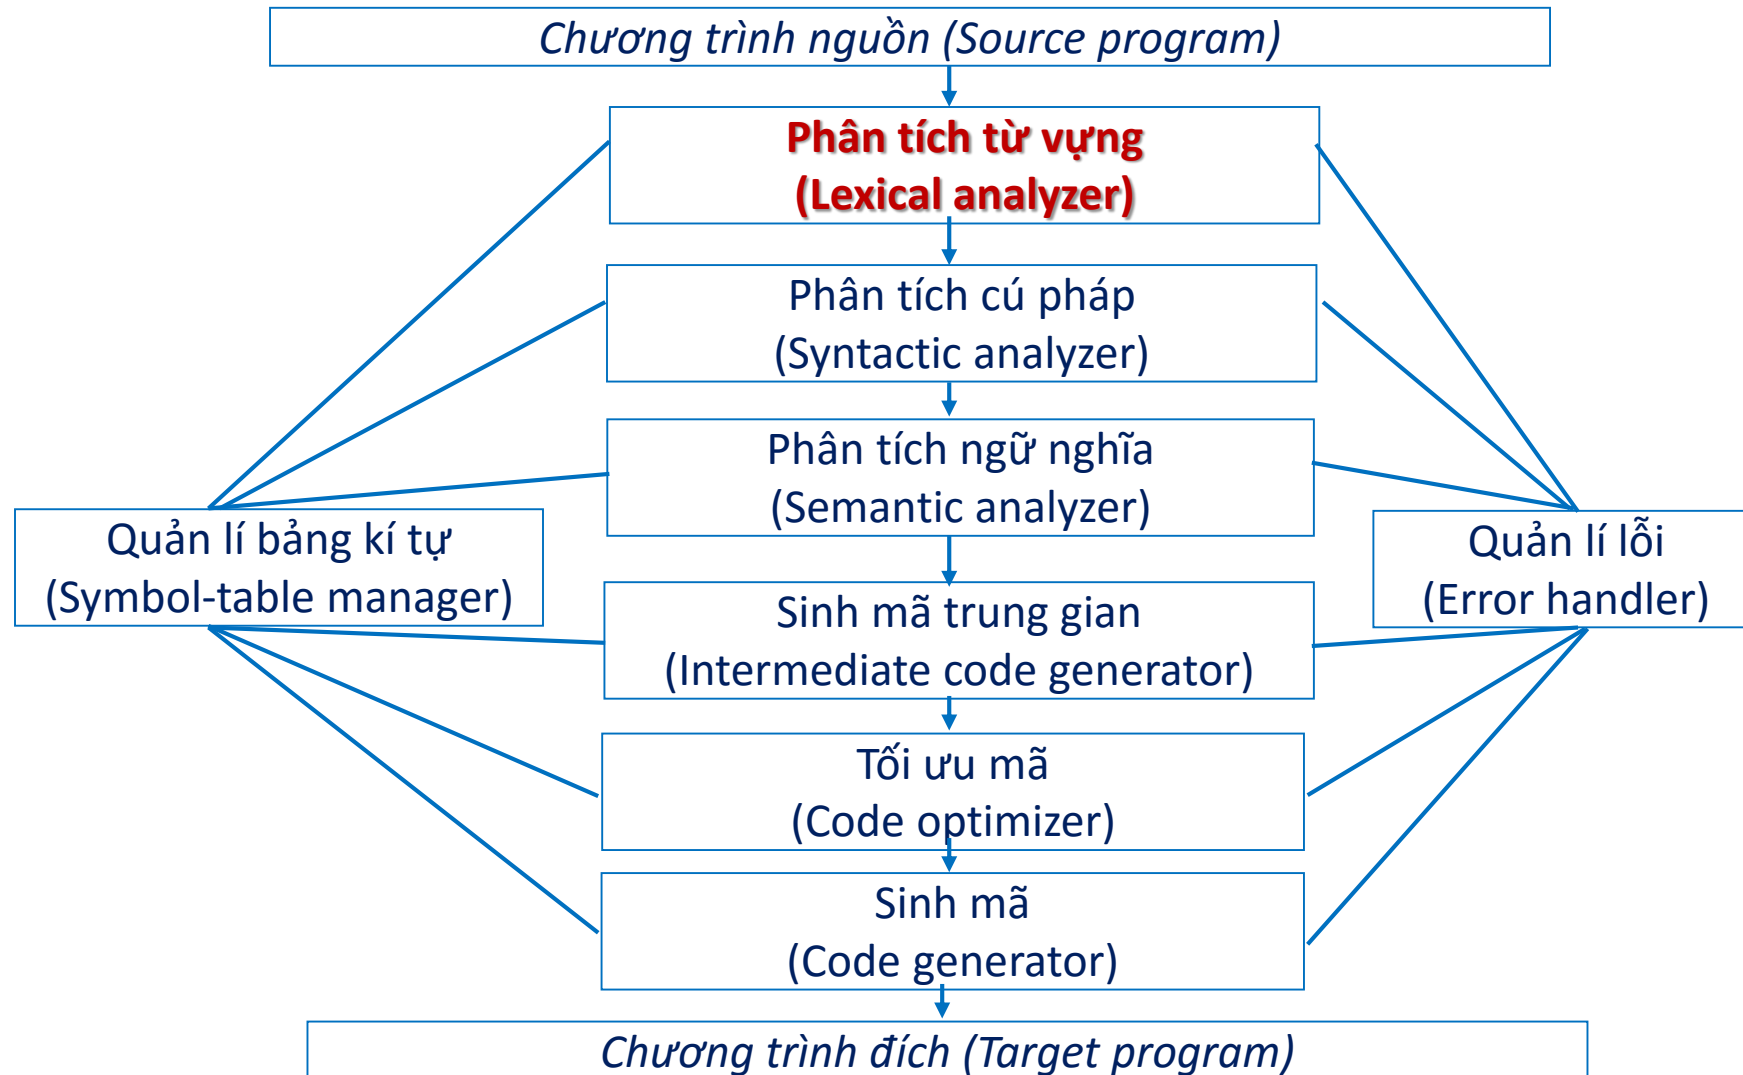 Chương trình nguồn (Source program)
Phân tích từ vựng
(Lexical analyzer)
Phân tích cú pháp
(Syntactic analyzer)
Phân tích ngữ nghĩa
(Semantic analyzer)
Quản lí bảng kí tự
(Symbol-table manager)
Quản lí lỗi
(Error handler)
Sinh mã trung gian
(Intermediate code generator)
Tối ưu mã
(Code optimizer)
Sinh mã
(Code generator)
Chương trình đích (Target program)